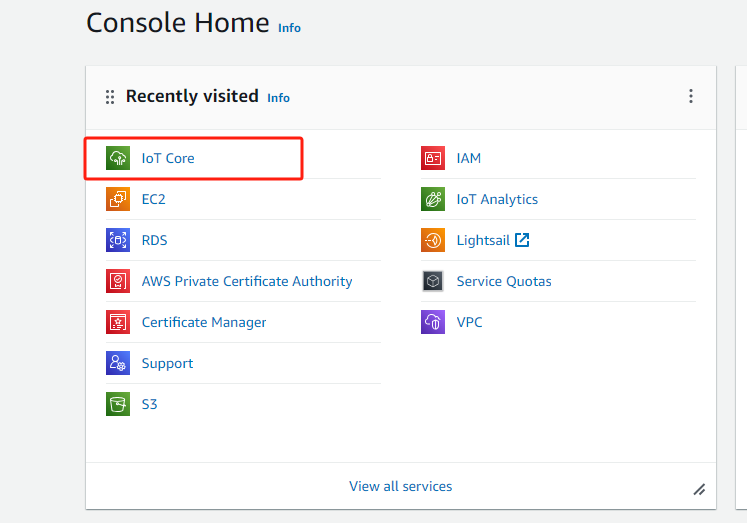 Console Home Info
Recently visited Info
IoT Core
EC2
RDS
AWS Private Certificate Authority
Certificate Manager
Support
S3
IAM
IoT Analytics
Lightsail
Service Quotas
VPC
View all services